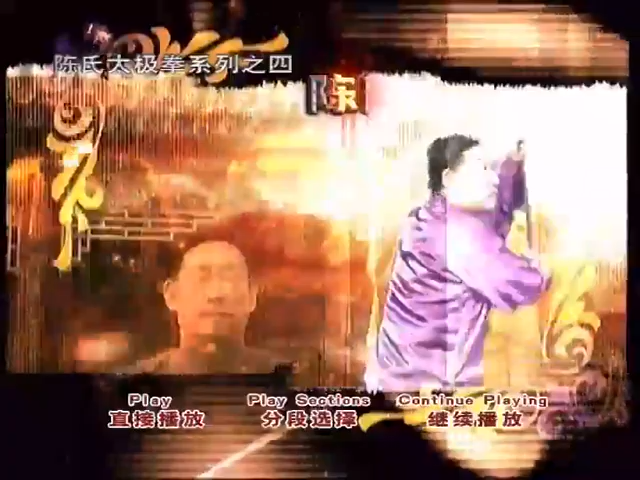 陈氏太极拳系列之四
陈
Play
直接播放
Play Sections
分段选择
Continue Playing
继续播放